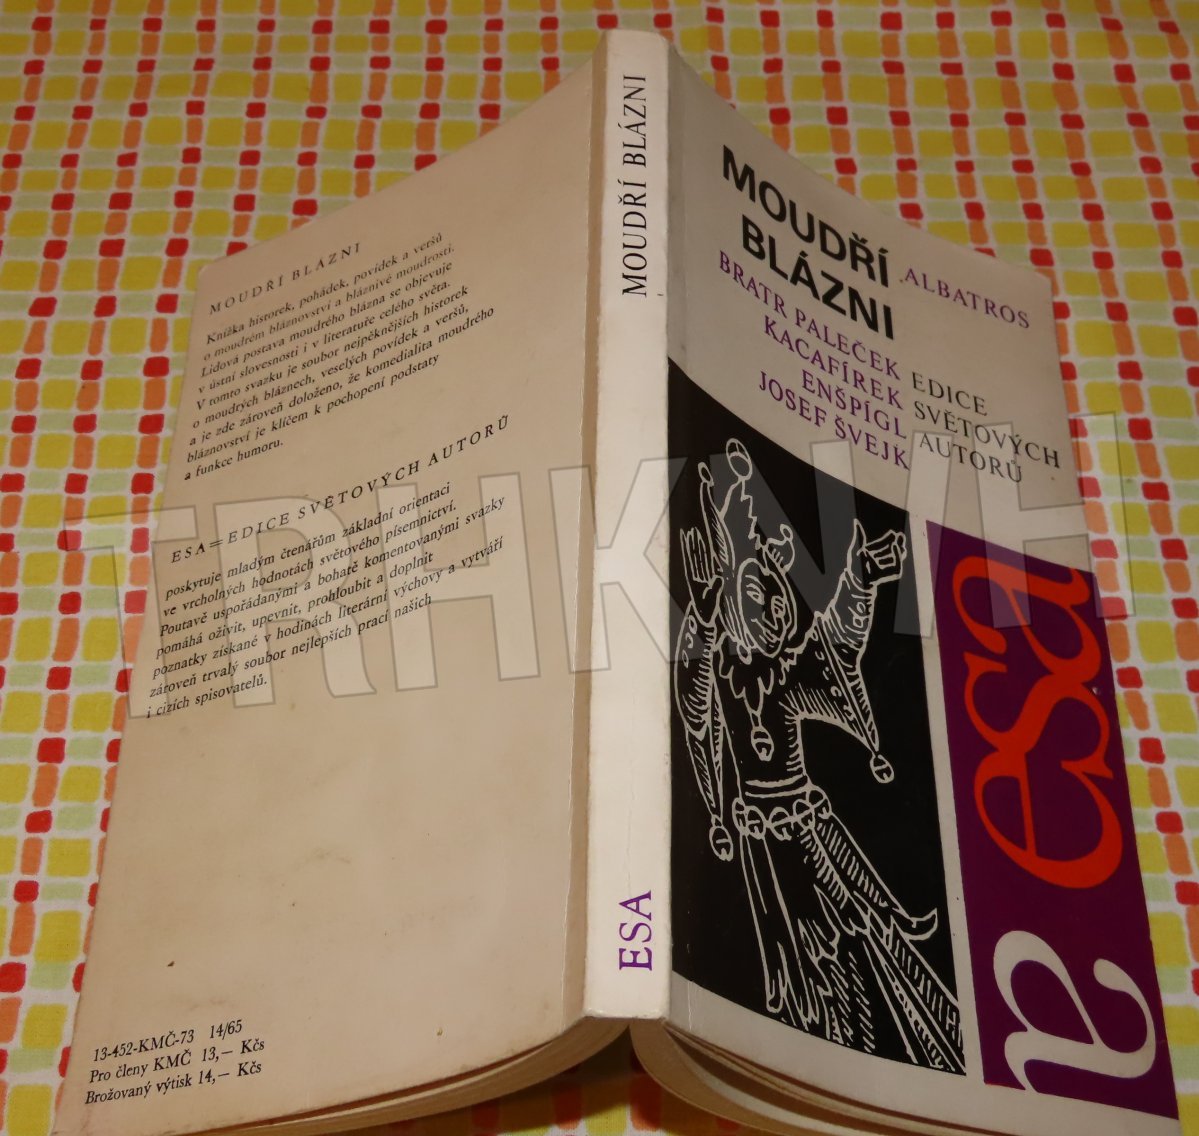 MOUDŘÍ BLÁZNI
Knížka historek, pohádek, povídek a veršů
o moudrém bláznovství a bláznivé moudrosti.
Lidová postava moudrého blázna se objevuje
v ústní slovesnosti i v literatuře celého světa.
V tomto svazku je soubor nejpěknějších historek
o moudrých bláznech, veselých povídek a veršů,
a je zde zároveň doloženo, že komedialita moudrého
bláznovství je klíčem k pochopení podstaty
a funkce humoru.
ESA=EDICE SVĚTOVÝCH AUTORŮ
poskytuje mladým čtenářům základní orientaci
ve vrcholných hodnotách světového písemnictví.
Poutavě uspořádanými a bohatě komentovanými svazky
pomáhá oživit, upevnit, prohloubit a doplnit
poznatky získané v hodinách literární výchovy a vytváří
zároveň trvalý soubor nejlepších prací našich
i cizích spisovatelů.
13-452-KMČ-73 14/65
Pro členy KMČ 13,— Kčs
Brožovaný výtisk 14,— Kčs
MOUDŘÍ BLÁZNI
ESA
MOUDŘÍ
BLÁZNI
ALBATROS
BRATR PALEČEK
KACAFÍREK
ENŠPÍGL
JOSEF ŠVEJK
EDICE
SVĚTOVÝCH
AUTORŮ
esa
TRHKNIH